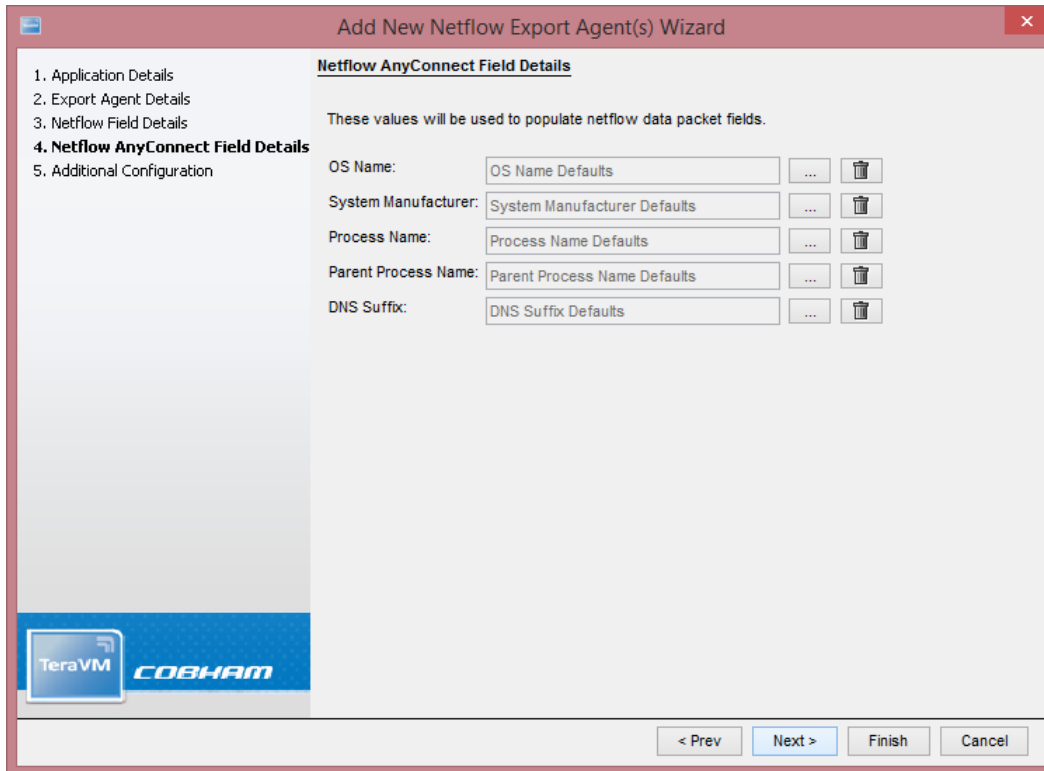 Add New Netflow Export Agent(s) Wizard
×
1. Application Details
2. Export Agent Details
3. Netflow Field Details
4. Netflow AnyConnect Field Details
5. Additional Configuration
Netflow AnyConnect Field Details
These values will be used to populate netflow data packet fields.
OS Name: OS Name Defaults ...
System Manufacturer: System Manufacturer Defaults ...
Process Name: Process Name Defaults ...
Parent Process Name: Parent Process Name Defaults ...
DNS Suffix: DNS Suffix Defaults ...
TeraVM COBHAM
< Prev Next > Finish Cancel